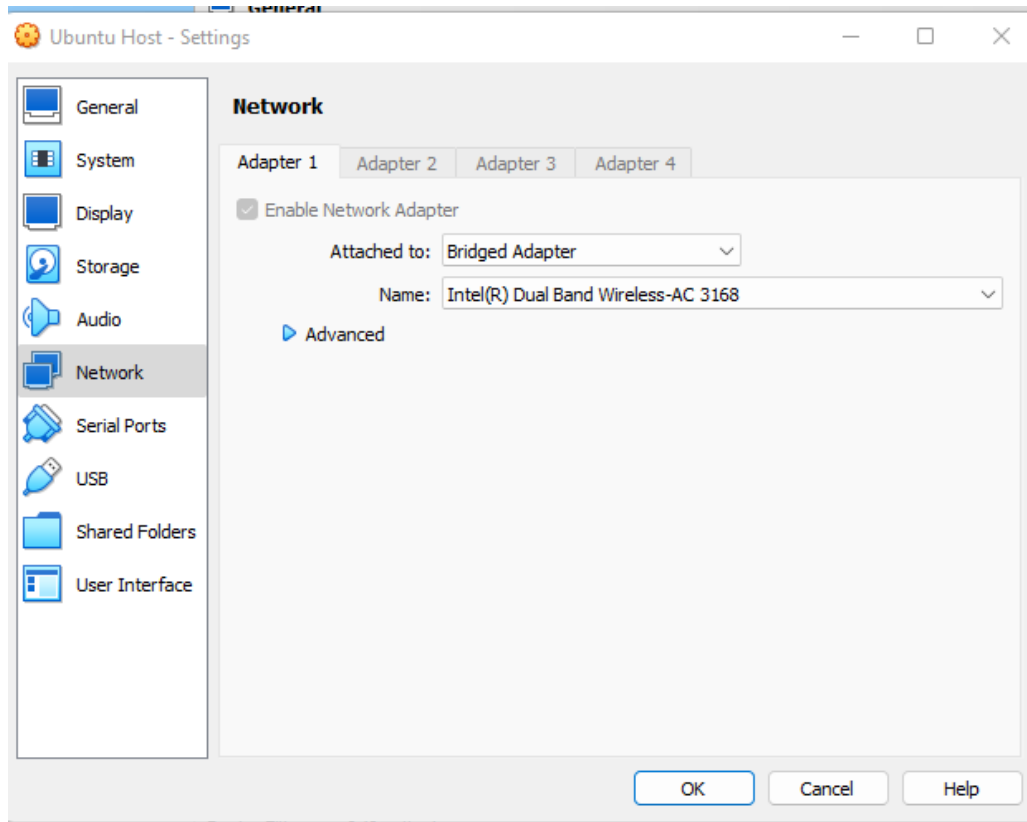 General
Ubuntu Host - Settings
General
System
Display
Storage
Audio
Network
Serial Ports
USB
Shared Folders
User Interface
Network
Adapter 1 Adapter 2 Adapter 3 Adapter 4
Enable Network Adapter
Attached to: Bridged Adapter
Name: Intel(R) Dual Band Wireless-AC 3168
Advanced
OK Cancel Help